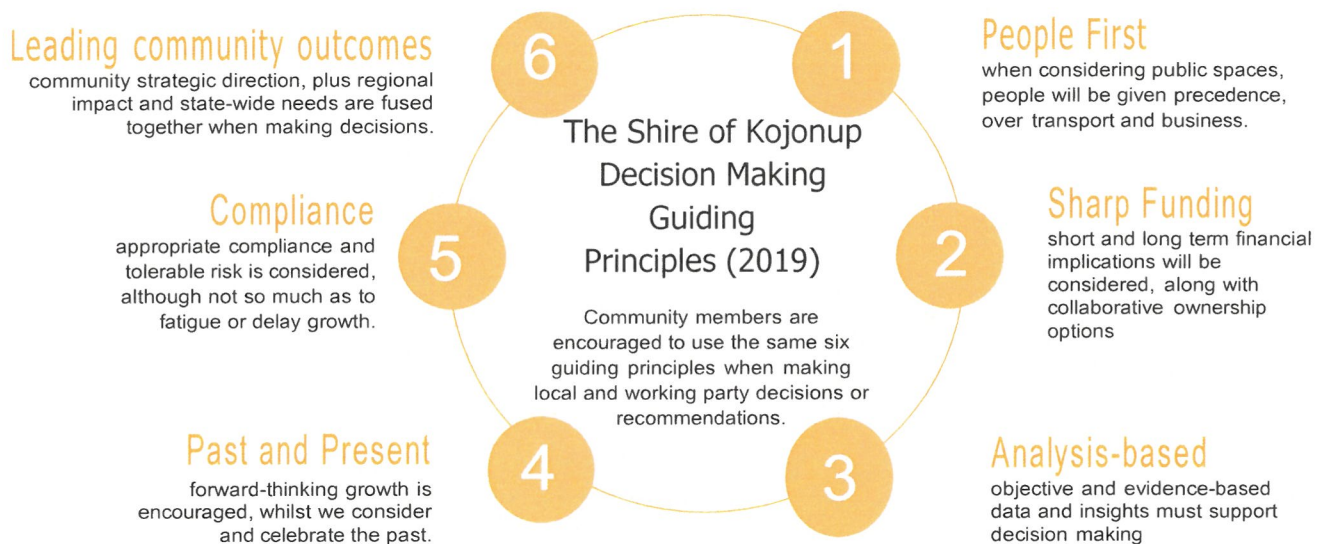 The Shire of Kojonup
Decision Making
Guiding
Principles (2019)
Community members are
encouraged to use the same six
guiding principles when making
local and working party decisions or
recommendations.
1
People First
when considering public spaces,
people will be given precedence,
over transport and business.
2
Sharp Funding
short and long term financial
implications will be
considered, along with
collaborative ownership
options
3
Analysis-based
objective and evidence-based
data and insights must support
decision making
4
Past and Present
forward-thinking growth is
encouraged, whilst we consider
and celebrate the past.
5
Compliance
appropriate compliance and
tolerable risk is considered,
although not so much as to
fatigue or delay growth.
6
Leading community outcomes
community strategic direction, plus regional
impact and state-wide needs are fused
together when making decisions.